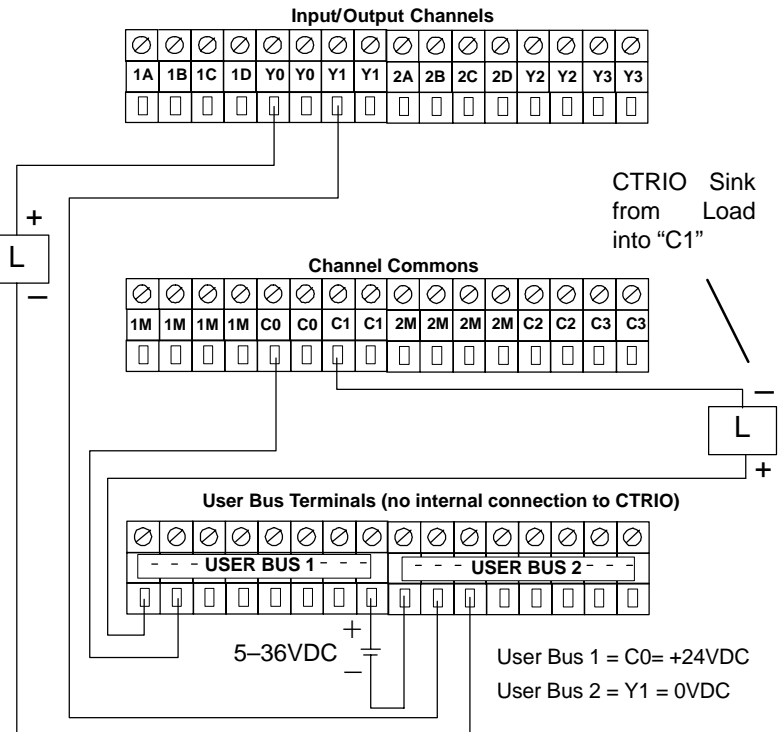 Input/Output Channels
1A 1B 1C 1D Y0 Y0 Y1 Y1 2A 2B 2C 2D Y2 Y2 Y3 Y3
CTRIO Sink
from Load
into “C1”
+
L
–
Channel Commons
1M 1M 1M 1M C0 C0 C1 C1 2M 2M 2M 2M C2 C2 C3 C3
–
L
+
User Bus Terminals (no internal connection to CTRIO)
- - - USER BUS 1 - - - - - - USER BUS 2 - - -
+
5–36VDC
–
User Bus 1 = C0= +24VDC
User Bus 2 = Y1 = 0VDC